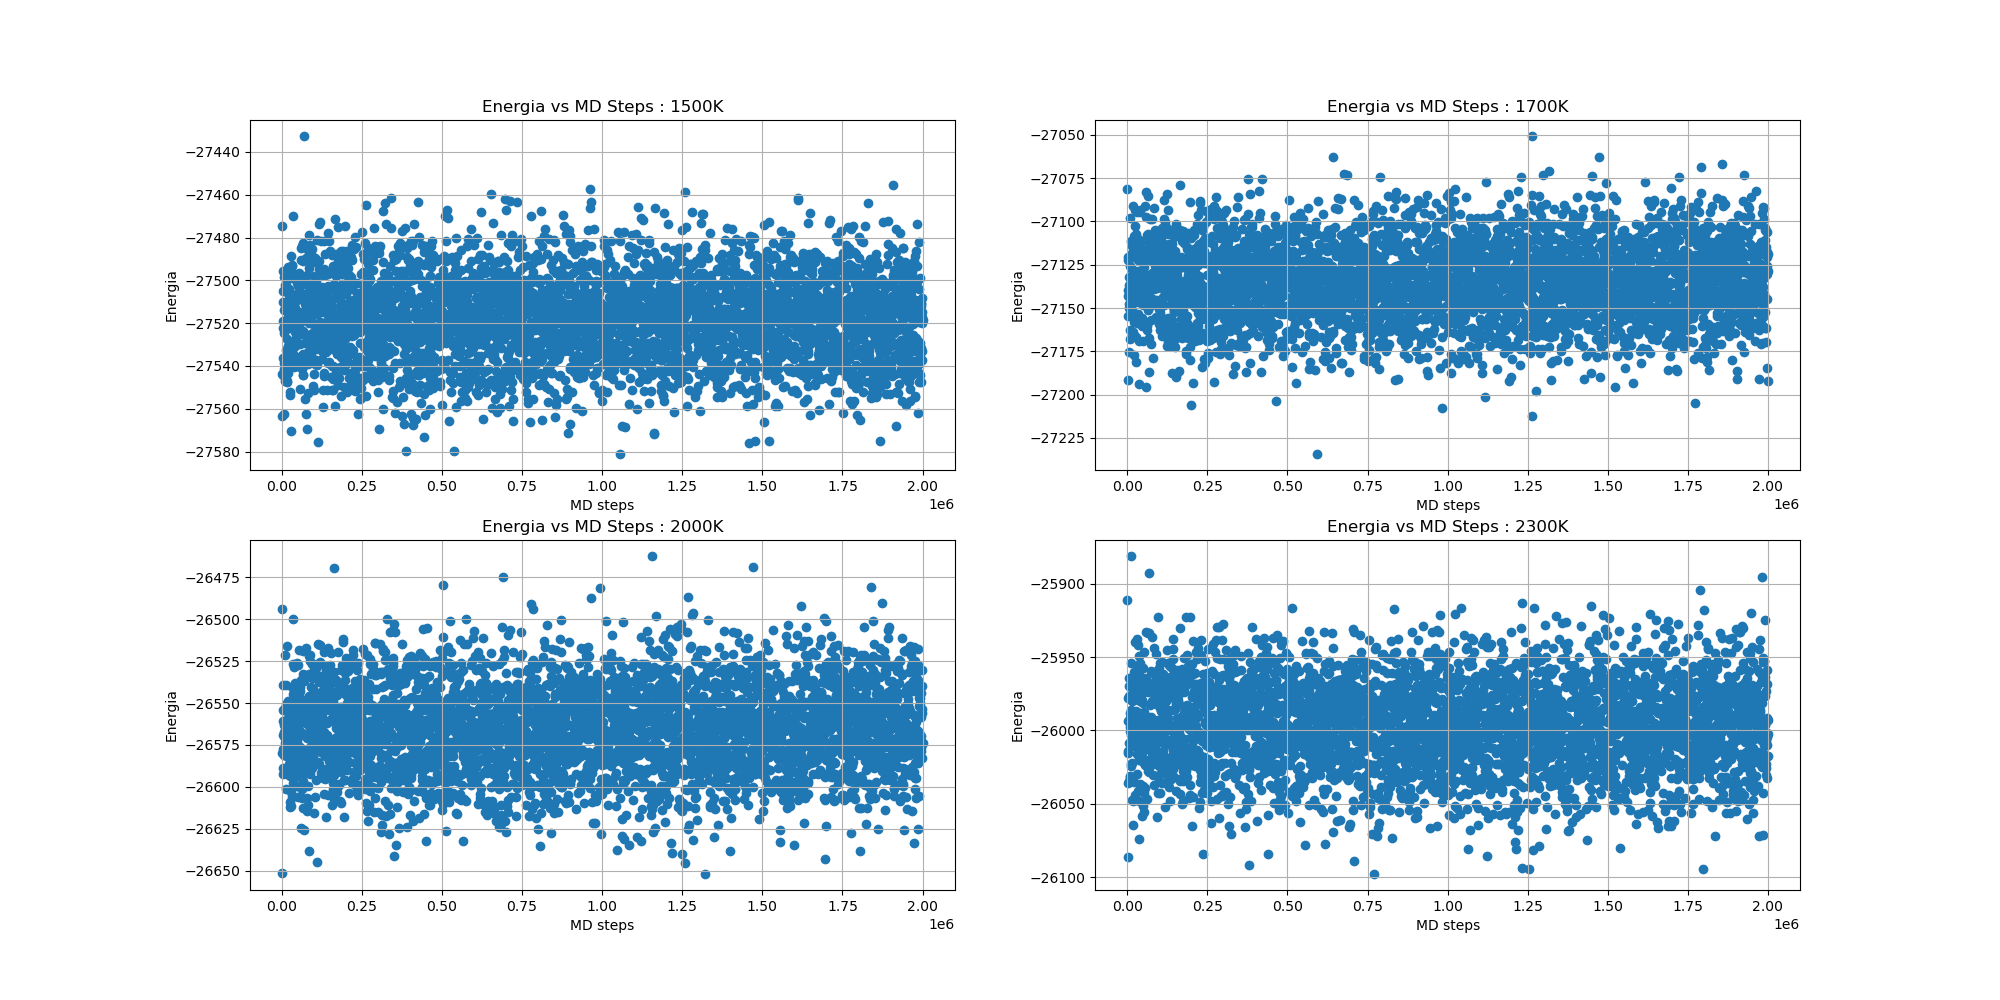 Energia vs MD Steps : 1500K
Energia
−27440
−27460
−27480
−27500
−27520
−27540
−27560
−27580
0.00 0.25 0.50 0.75 1.00 1.25 1.50 1.75 2.00
1e6
MD steps
Energia vs MD Steps : 1700K
Energia
−27050
−27075
−27100
−27125
−27150
−27175
−27200
−27225
0.00 0.25 0.50 0.75 1.00 1.25 1.50 1.75 2.00
1e6
MD steps
Energia vs MD Steps : 2000K
Energia
−26475
−26500
−26525
−26550
−26575
−26600
−26625
−26650
0.00 0.25 0.50 0.75 1.00 1.25 1.50 1.75 2.00
1e6
MD steps
Energia vs MD Steps : 2300K
Energia
−25900
−25950
−26000
−26050
−26100
0.00 0.25 0.50 0.75 1.00 1.25 1.50 1.75 2.00
1e6
MD steps